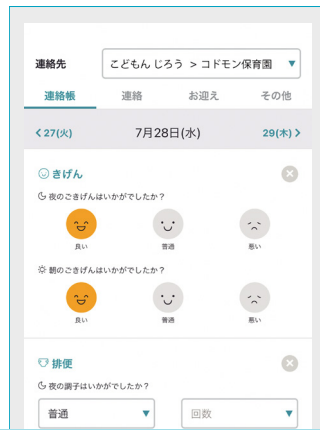 連絡先 こどもん じろう > コドモン保育園 ▼
連絡帳 連絡 お迎え その他
< 27(火) 7月28日(水) 29(木) >
きげん
夜のごきげんはいかがでしたか？
良い 普通 悪い
朝のごきげんはいかがでしたか？
良い 普通 悪い
排便
夜の調子はいかがでしたか？
普通 ▼ 回数 ▼